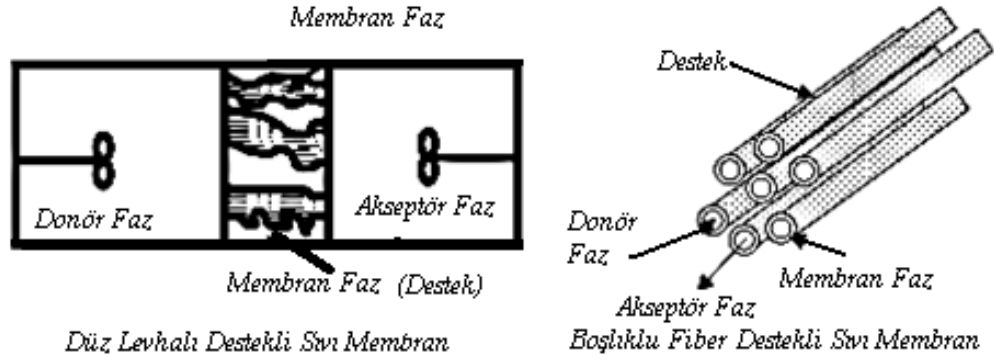 Membran Faz
Donör Faz
Akseptör Faz
Membran Faz (Destek)
Düz Levhalı Destekli Sıvı Membran
Destek
Donör
Faz
Membran Faz
Akseptör Faz
Boşlıklu Fiber Destekli Sıvı Membran